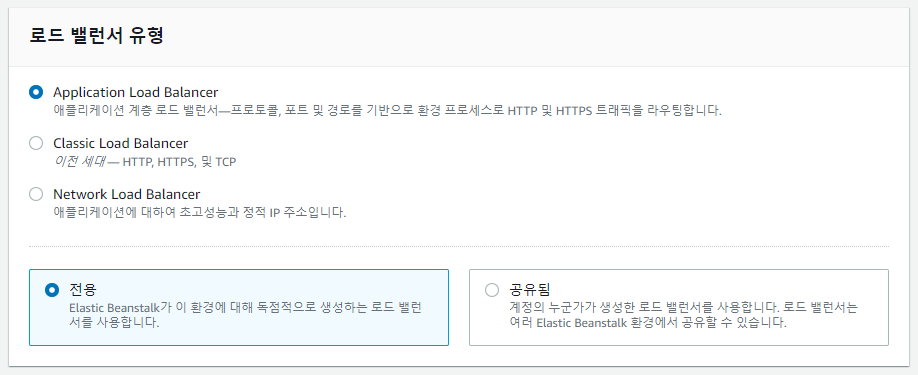 로드 밸런서 유형
Application Load Balancer
애플리케이션 계층 로드 밸런서—프로토콜, 포트 및 경로를 기반으로 환경 프로세스로 HTTP 및 HTTPS 트래픽을 라우팅합니다.
Classic Load Balancer
이전 세대 — HTTP, HTTPS, 및 TCP
Network Load Balancer
애플리케이션에 대하여 초고성능과 정적 IP 주소입니다.
전용
Elastic Beanstalk가 이 환경에 대해 독점적으로 생성하는 로드 밸런
서를 사용합니다.
공유됨
계정의 누군가가 생성한 로드 밸런서를 사용합니다. 로드 밸런서는
여러 Elastic Beanstalk 환경에서 공유할 수 있습니다.